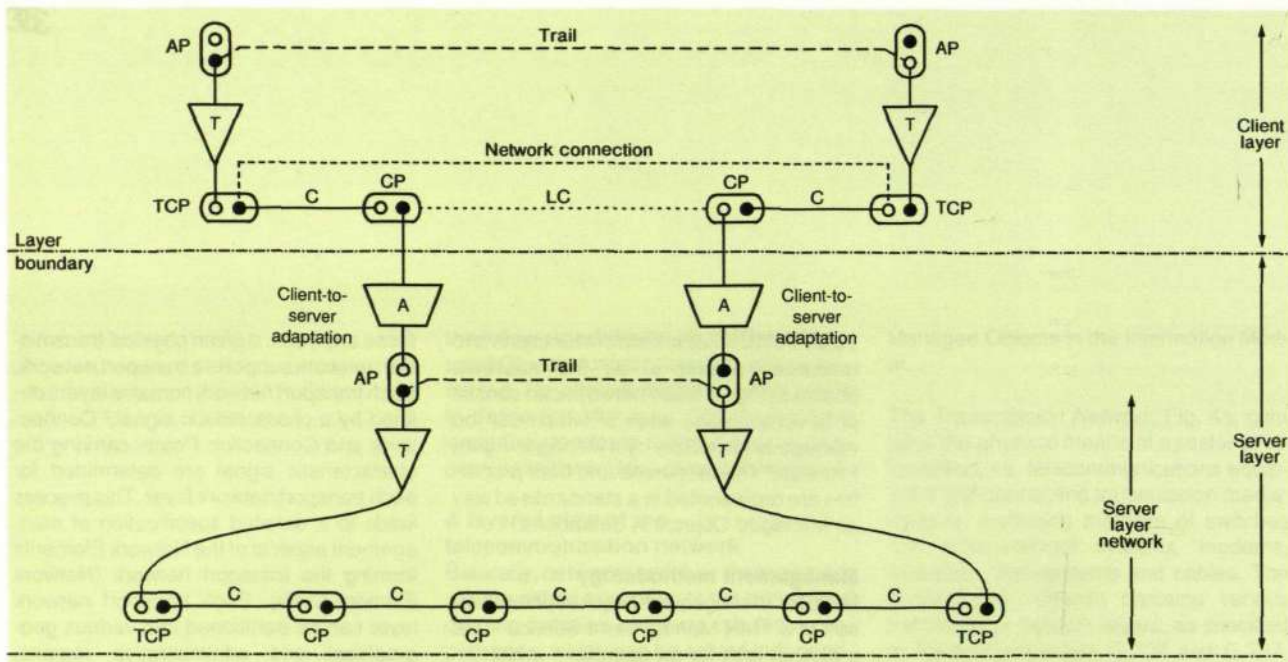 Trail
AP
AP
T
T
Client
layer
Network connection
CP
CP
C
LC
C
TCP
TCP
Layer
boundary
Client-to-
server
adaptation
A
A
Client-to-
server
adaptation
AP
Trail
AP
Server
layer
T
T
Server
layer
network
C
C
C
C
C
TCP
CP
CP
CP
CP
TCP